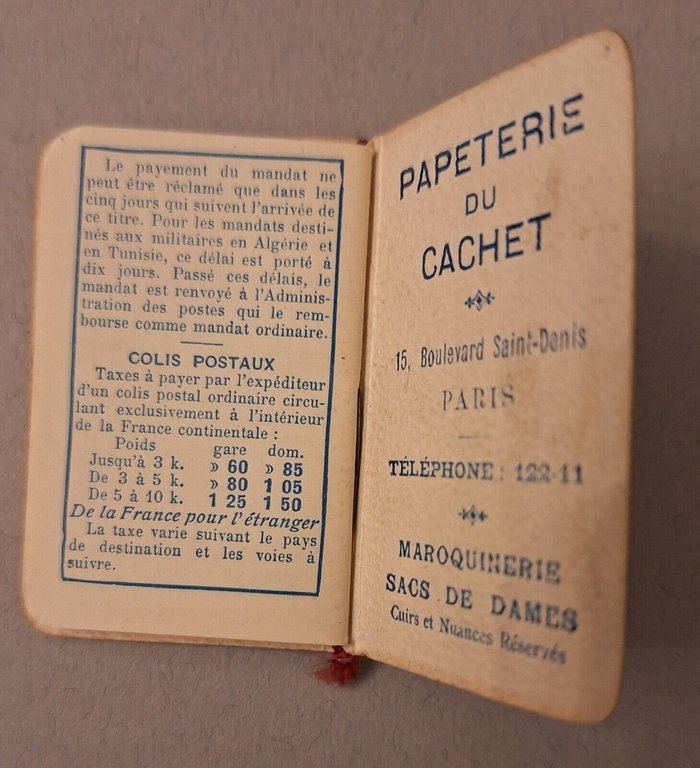 Le payement du mandat ne
peut être réclamé que dans les
cinq jours qui suivent l'arrivée de
ce titre. Pour les mandats desti-
nés aux militaires en Algérie et
en Tunisie, ce délai est porté à
dix jours. Passé ces délais, le
mandat est renvoyé à l'Adminis-
tration des postes qui le rem-
bourse comme mandat ordinaire.
COLIS POSTAUX
Taxes à payer par l'expéditeur
d'un colis postal ordinaire circu-
lant exclusivement à l'intérieur
de la France continentale :
Poids gare dom.
Jusqu'à 3 k. » 60 » 85
De 3 à 5 k. » 80 1 05
De 5 à 10 k. 1 25 1 50
De la France pour l'étranger
La taxe varie suivant le pays
de destination et les voies à
suivre.
PAPETERIE
DU
CACHET
15, Boulevard Saint-Denis
PARIS
TÉLÉPHONE : 122-11
MAROQUINERIE
SACS DE DAMES
Cuirs et Nuances Réservés